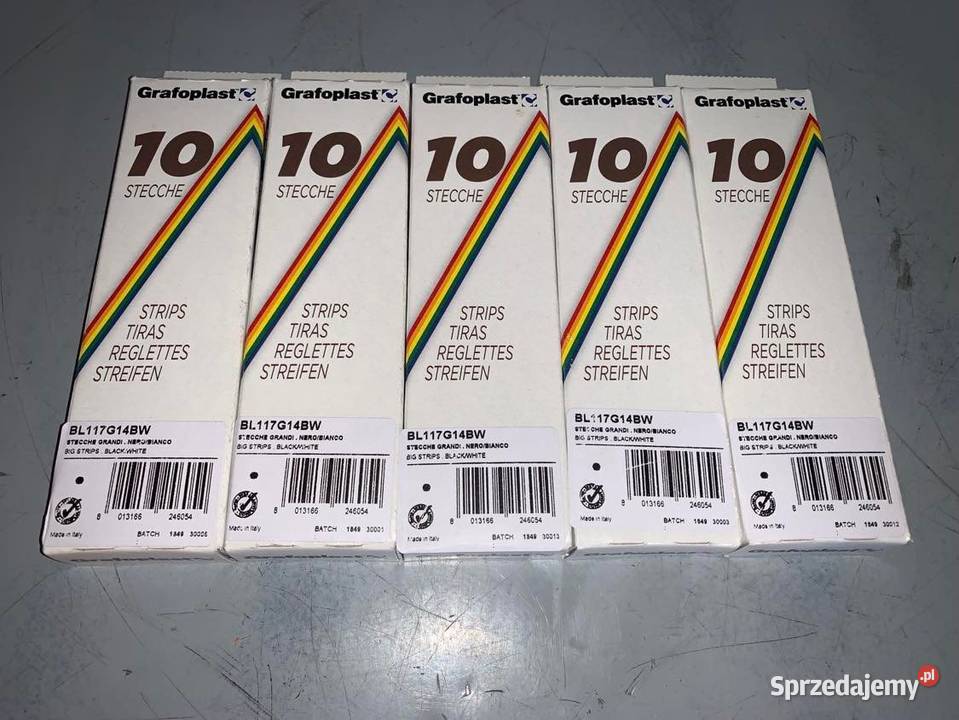 Grafoplast
10
STECCHE
STRIPS
TIRAS
REGLETTES
STREIFEN
BL117G14BW
STECCHE GRANDI . NERO/BIANCO
BIG STRIPS . BLACK/WHITE
8 013166 246054
Made in Italy
BATCH 1849 30006
Grafoplast
10
STECCHE
STRIPS
TIRAS
REGLETTES
STREIFEN
BL117G14BW
STECCHE GRANDI . NERO/BIANCO
BIG STRIPS . BLACK/WHITE
8 013166 246054
Made in Italy
BATCH 1849 30001
Grafoplast
10
STECCHE
STRIPS
TIRAS
REGLETTES
STREIFEN
BL117G14BW
STECCHE GRANDI . NERO/BIANCO
BIG STRIPS . BLACK/WHITE
8 013166 246054
Made in Italy
BATCH 1849 30013
Grafoplast
10
STECCHE
STRIPS
TIRAS
REGLETTES
STREIFEN
BL117G14BW
STECCHE GRANDI . NERO/BIANCO
BIG STRIPS . BLACK/WHITE
8 013166 246054
Made in Italy
BATCH 1849 30003
Grafoplast
10
STECCHE
STRIPS
TIRAS
REGLETTES
STREIFEN
BL117G14BW
STECCHE GRANDI . NERO/BIANCO
BIG STRIPS . BLACK/WHITE
8 013166 246054
Made in Italy
BATCH 1849 30012
Sprzedajemy.pl